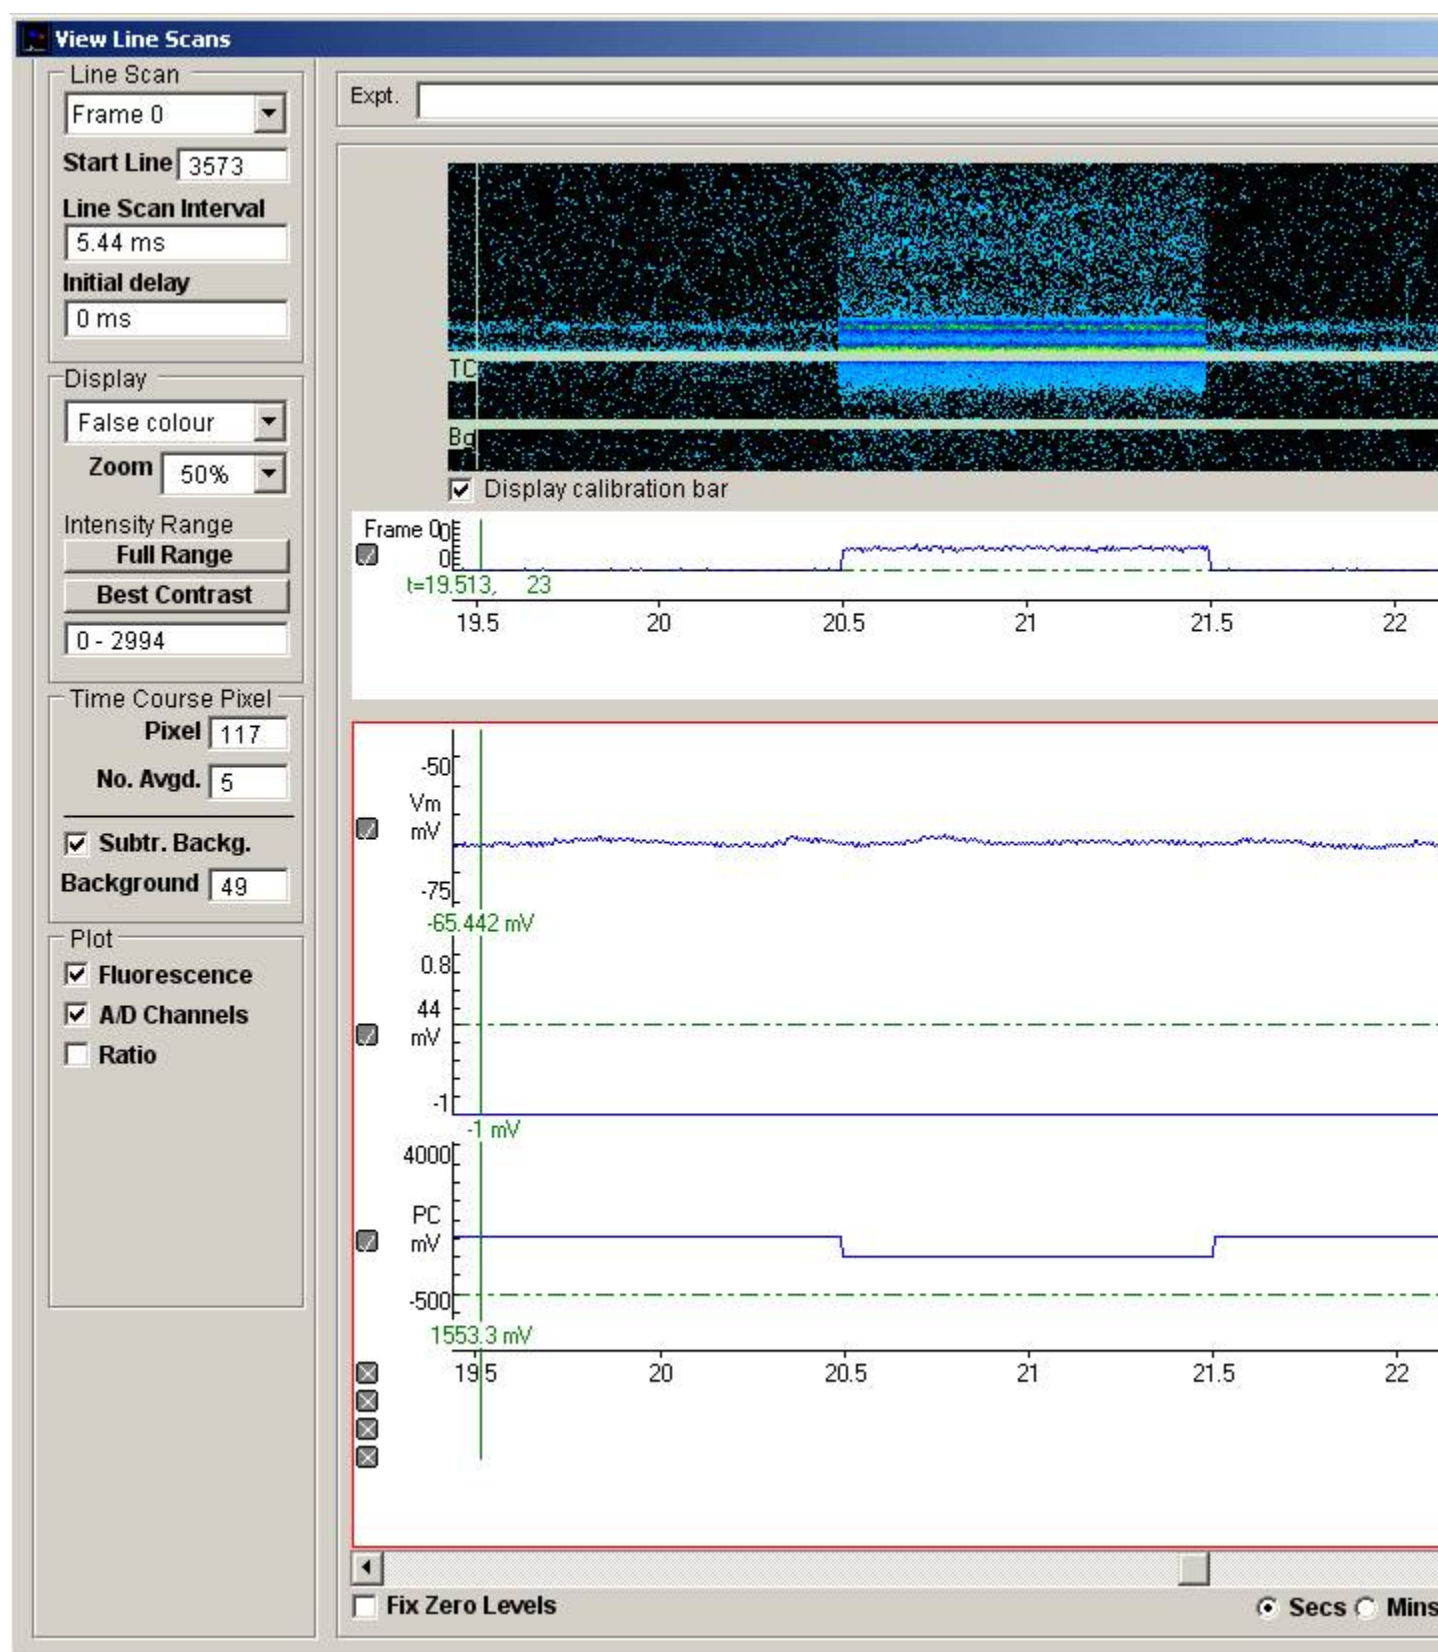 View Line Scans
Line Scan
Frame 0
Start Line 3573
Line Scan Interval
5.44 ms
Initial delay
0 ms
Display
False colour
Zoom 50%
Intensity Range
Full Range
Best Contrast
0 - 2994
Time Course Pixel
Pixel 117
No. Avgd. 5
Subtr. Backg.
Background 49
Plot
Fluorescence
A/D Channels
Ratio
Expt.
TC
Bg
Display calibration bar
Frame 0
0
t=19.513, 23
19.5 20 20.5 21 21.5 22
-50
Vm
mV
-75
-65.442 mV
0.8
44
mV
-1
-1 mV
4000
PC
mV
-500
1553.3 mV
19.5 20 20.5 21 21.5 22
Fix Zero Levels
Secs Mins